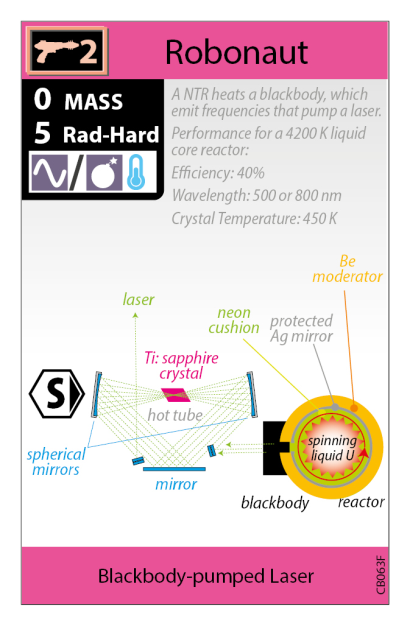 2
Robonaut
0 MASS
5 Rad-Hard
A NTR heats a blackbody, which
emit frequencies that pump a laser.
Performance for a 4200 K liquid
core reactor:
Efficiency: 40%
Wavelength: 500 or 800 nm
Crystal Temperature: 450 K
Be
moderator
laser
neon
cushion
protected
Ag mirror
Ti: sapphire
crystal
S
hot tube
spherical
mirrors
mirror
spinning
liquid U
blackbody
reactor
Blackbody-pumped Laser
CB063F